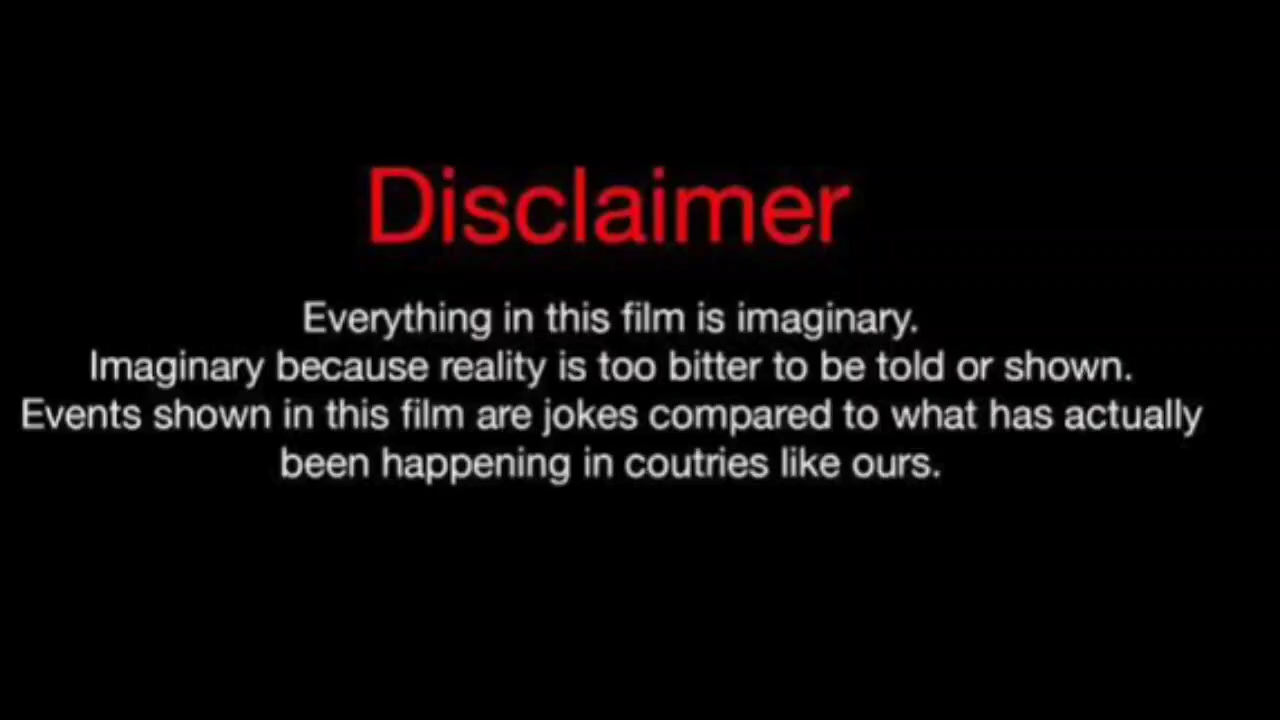 Disclaimer
Everything in this film is imaginary.
Imaginary because reality is too bitter to be told or shown.
Events shown in this film are jokes compared to what has actually
been happening in coutries like ours.